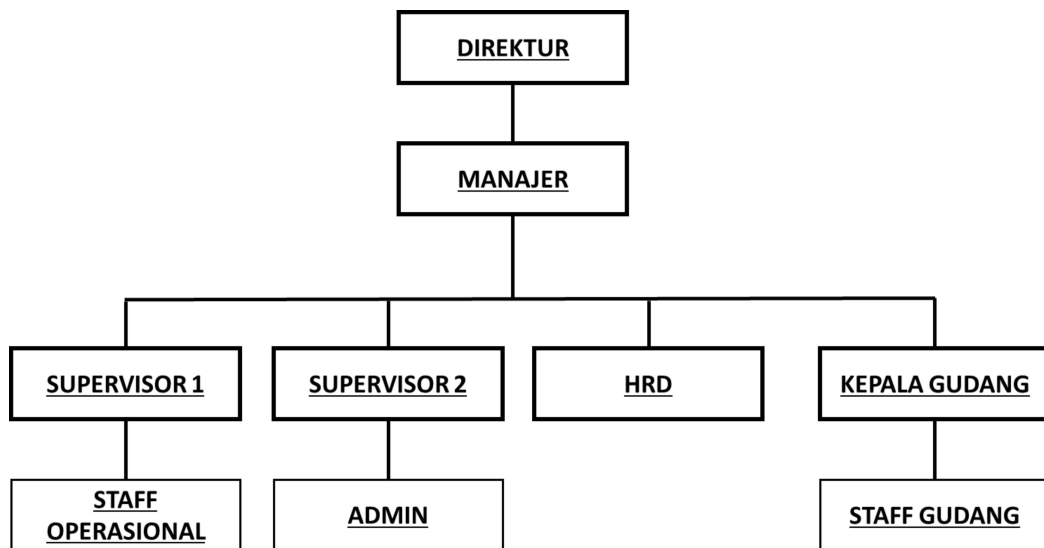 DIREKTUR
MANAJER
SUPERVISOR 1
SUPERVISOR 2
HRD
KEPALA GUDANG
STAFF
OPERASIONAL
ADMIN
STAFF GUDANG